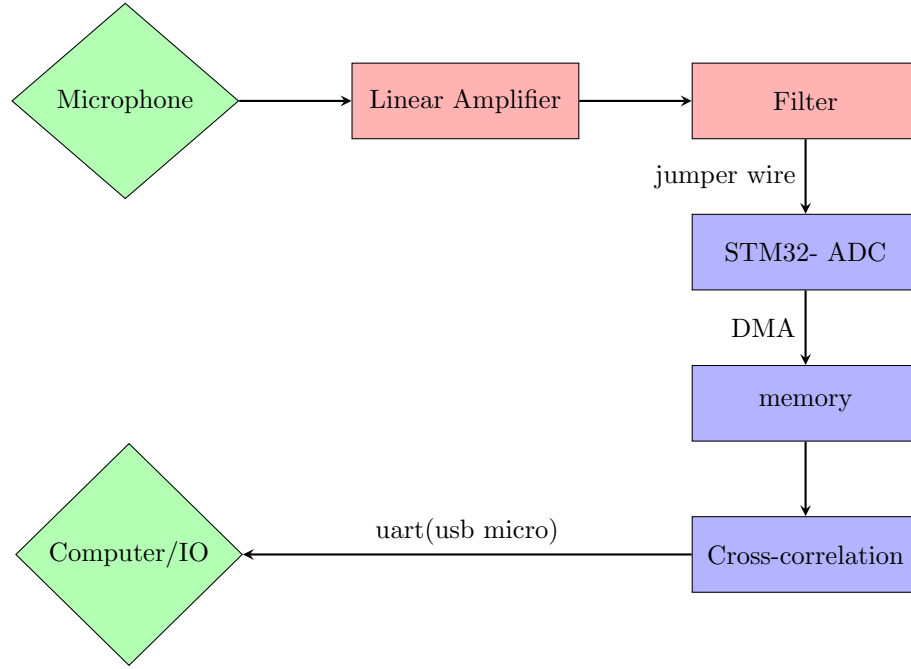 Microphone
Linear Amplifier
Filter
jumper wire
STM32- ADC
DMA
memory
uart(usb micro)
Computer/IO
Cross-correlation